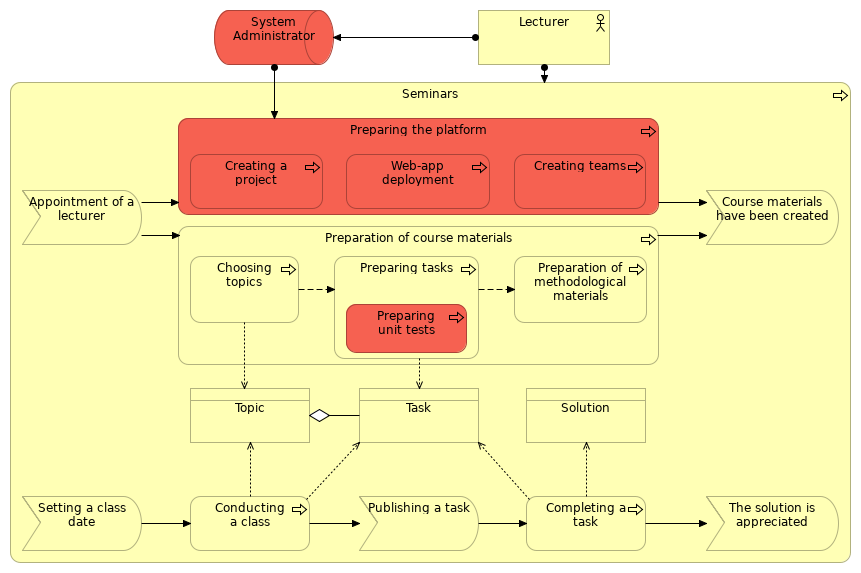 System
Administrator
Lecturer
Seminars
Preparing the platform
Creating a
project
Web-app
deployment
Creating teams
Appointment of a
lecturer
Course materials
have been created
Preparation of course materials
Choosing
topics
Preparing tasks
Preparation of
methodological
materials
Preparing
unit tests
Topic
Task
Solution
Setting a class
date
Conducting
a class
Publishing a task
Completing a
task
The solution is
appreciated